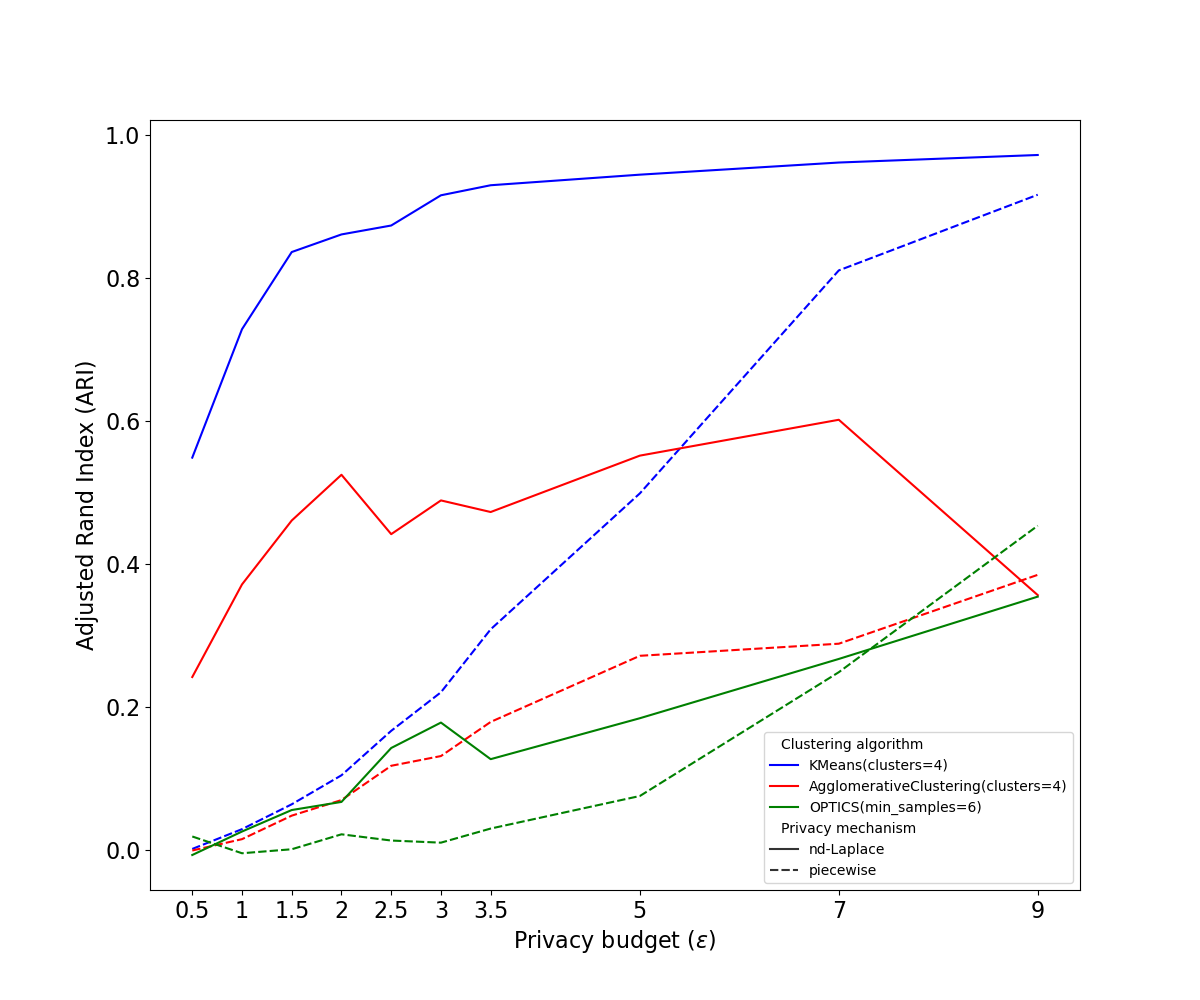 1.0
0.8
0.6
0.4
0.2
0.0
Adjusted Rand Index (ARI)
0.5 1 1.5 2 2.5 3 3.5 5 7 9
Privacy budget (ε)
Clustering algorithm
KMeans(clusters=4)
AgglomerativeClustering(clusters=4)
OPTICS(min_samples=6)
Privacy mechanism
nd-Laplace
piecewise